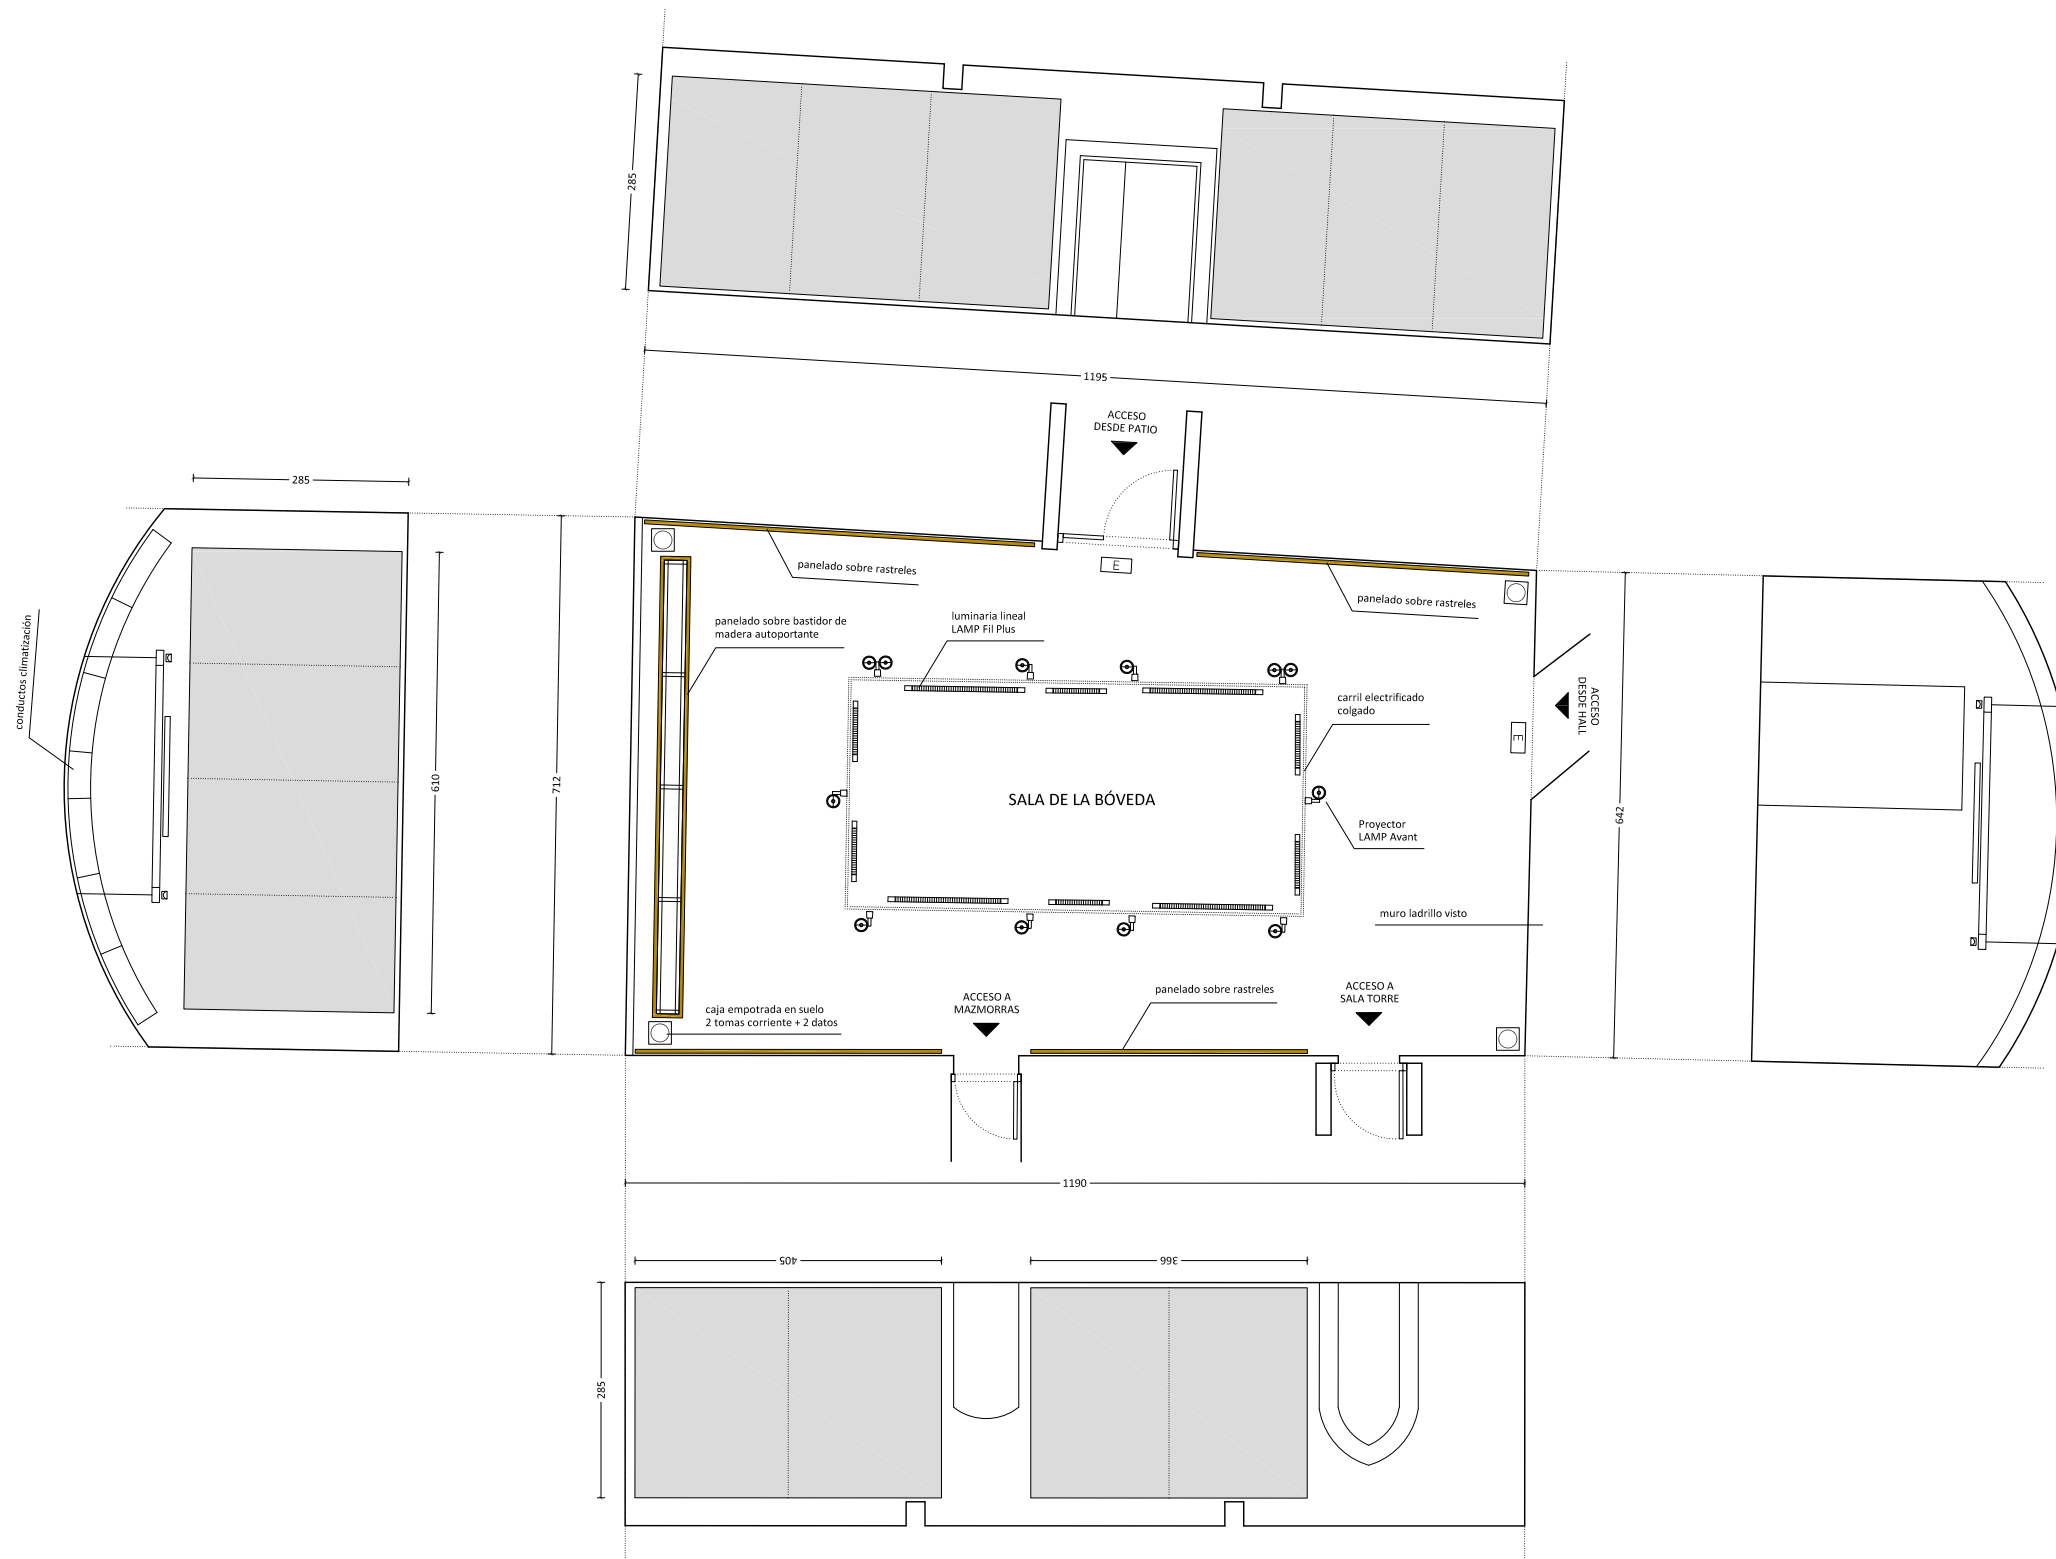 285
1195
ACCESO
DESDE PATIO
285
E
panelado sobre rastreles
panelado sobre rastreles
conductos climatización
panelado sobre bastidor de
madera autoportante
luminaria lineal
LAMP Fil Plus
carril electrificado
colgado
ACCESO
DESDE HALL
E
610
712
SALA DE LA BÓVEDA
642
Proyector
LAMP Avant
muro ladrillo visto
ACCESO A
MAZMORRAS
panelado sobre rastreles
ACCESO A
SALA TORRE
caja empotrada en suelo
2 tomas corriente + 2 datos
1190
405
366
285